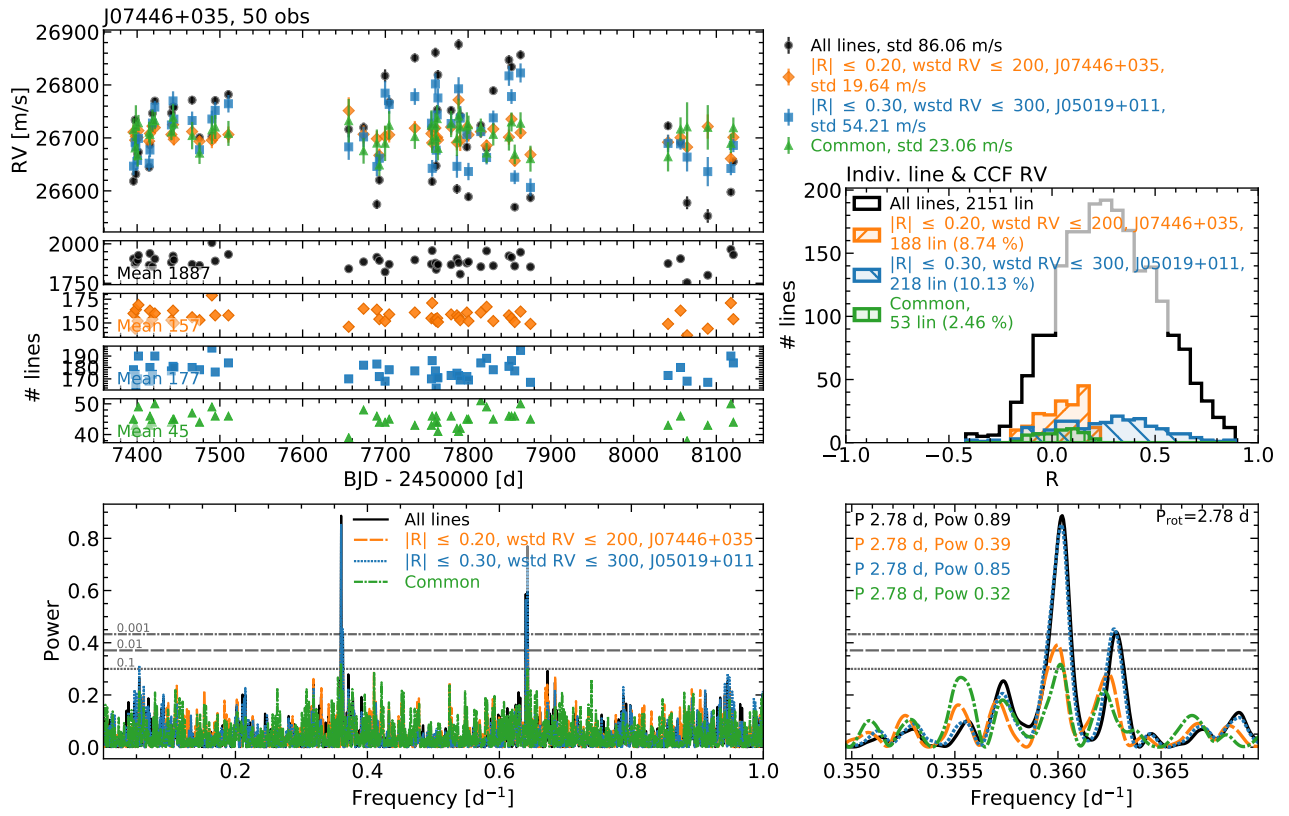 J07446+035, 50 obs
26900
26800
26700
26600
RV [m/s]
All lines, std 86.06 m/s
|R| ≤ 0.20, wstd RV ≤ 200, J07446+035,
std 19.64 m/s
|R| ≤ 0.30, wstd RV ≤ 300, J05019+011,
std 54.21 m/s
Common, std 23.06 m/s
2000
1750
Mean 1887
175
150
Mean 157
190
180
170
Mean 177
50
40
Mean 45
# lines
7400 7500 7600 7700 7800 7900 8000 8100
BJD - 2450000 [d]
Indiv. line & CCF RV
200
150
100
50
0
# lines
All lines, 2151 lin
|R| ≤ 0.20, wstd RV ≤ 200, J07446+035,
188 lin (8.74 %)
|R| ≤ 0.30, wstd RV ≤ 300, J05019+011,
218 lin (10.13 %)
Common,
53 lin (2.46 %)
−1.0 −0.5 0.0 0.5 1.0
R
0.8
0.6
0.4
0.2
0.0
Power
All lines
|R| ≤ 0.20, wstd RV ≤ 200, J07446+035
|R| ≤ 0.30, wstd RV ≤ 300, J05019+011
Common
0.001
0.01
0.1
0.2 0.4 0.6 0.8 1.0
Frequency [d⁻¹]
P 2.78 d, Pow 0.89
P 2.78 d, Pow 0.39
P 2.78 d, Pow 0.85
P 2.78 d, Pow 0.32
Prot=2.78 d
0.350 0.355 0.360 0.365
Frequency [d⁻¹]